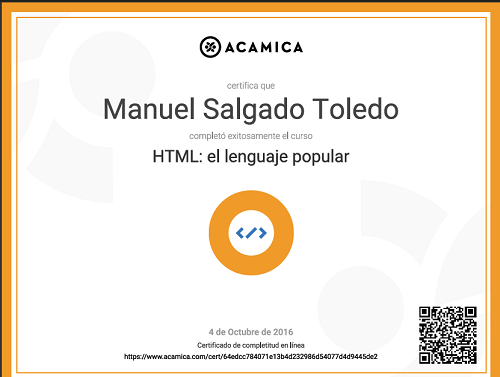 ACAMICA
certifica que
Manuel Salgado Toledo
completó exitosamente el curso
HTML: el lenguaje popular
</>
4 de Octubre de 2016
Certificado de completitud en línea
https://www.acamica.com/cert/64edcc784071e13b4d232986d54077d4d9445de2